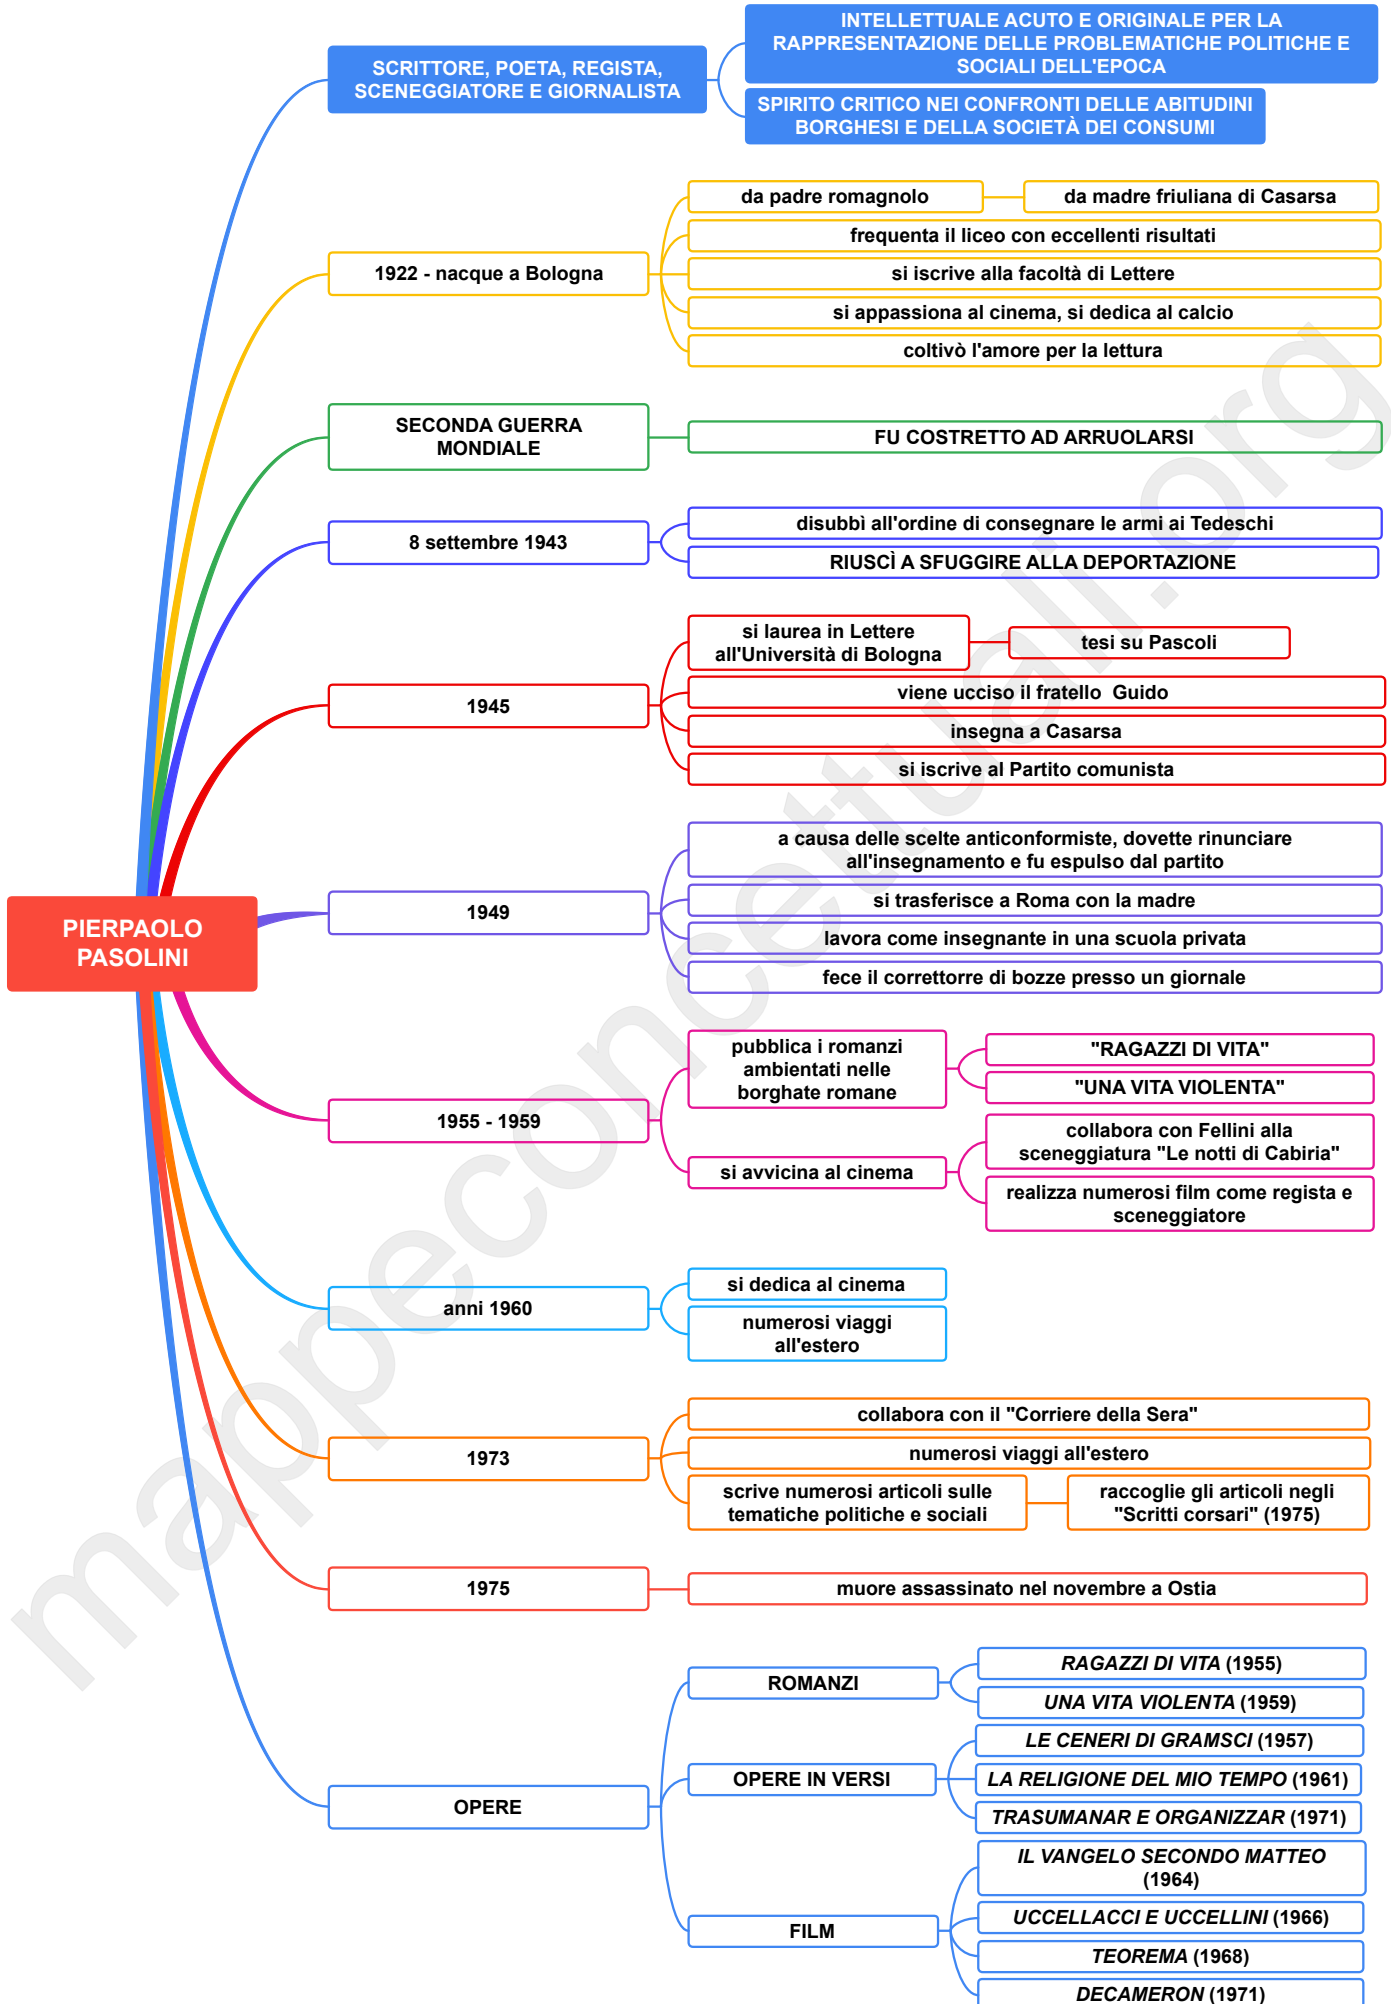 INTELLETTUALE ACUTO E ORIGINALE PER LA
RAPPRESENTAZIONE DELLE PROBLEMATICHE POLITICHE E
SOCIALI DELL'EPOCA
SCRITTORE, POETA, REGISTA,
SCENEGGIATORE E GIORNALISTA
SPIRITO CRITICO NEI CONFRONTI DELLE ABITUDINI
BORGHESI E DELLA SOCIETÀ DEI CONSUMI
1922 - nacque a Bologna
da padre romagnolo
da madre friuliana di Casarsa
frequenta il liceo con eccellenti risultati
si iscrive alla facoltà di Lettere
si appassiona al cinema, si dedica al calcio
coltivò l'amore per la lettura
SECONDA GUERRA
MONDIALE
FU COSTRETTO AD ARRUOLARSI
8 settembre 1943
disubbì all'ordine di consegnare le armi ai Tedeschi
RIUSCÌ A SFUGGIRE ALLA DEPORTAZIONE
1945
si laurea in Lettere
all'Università di Bologna
tesi su Pascoli
viene ucciso il fratello  Guido
insegna a Casarsa
si iscrive al Partito comunista
PIERPAOLO
PASOLINI
1949
a causa delle scelte anticonformiste, dovette rinunciare
all'insegnamento e fu espulso dal partito
si trasferisce a Roma con la madre
lavora come insegnante in una scuola privata
fece il correttorre di bozze presso un giornale
1955 - 1959
pubblica i romanzi
ambientati nelle
borghate romane
"RAGAZZI DI VITA"
"UNA VITA VIOLENTA"
si avvicina al cinema
collabora con Fellini alla
sceneggiatura "Le notti di Cabiria"
realizza numerosi film come regista e
sceneggiatore
anni 1960
si dedica al cinema
numerosi viaggi
all'estero
1973
collabora con il "Corriere della Sera"
numerosi viaggi all'estero
scrive numerosi articoli sulle
tematiche politiche e sociali
raccoglie gli articoli negli
"Scritti corsari" (1975)
1975
muore assassinato nel novembre a Ostia
OPERE
ROMANZI
RAGAZZI DI VITA (1955)
UNA VITA VIOLENTA (1959)
OPERE IN VERSI
LE CENERI DI GRAMSCI (1957)
LA RELIGIONE DEL MIO TEMPO (1961)
TRASUMANAR E ORGANIZZAR (1971)
FILM
IL VANGELO SECONDO MATTEO
(1964)
UCCELLACCI E UCCELLINI (1966)
TEOREMA (1968)
DECAMERON (1971)
mappeconcettuali.org